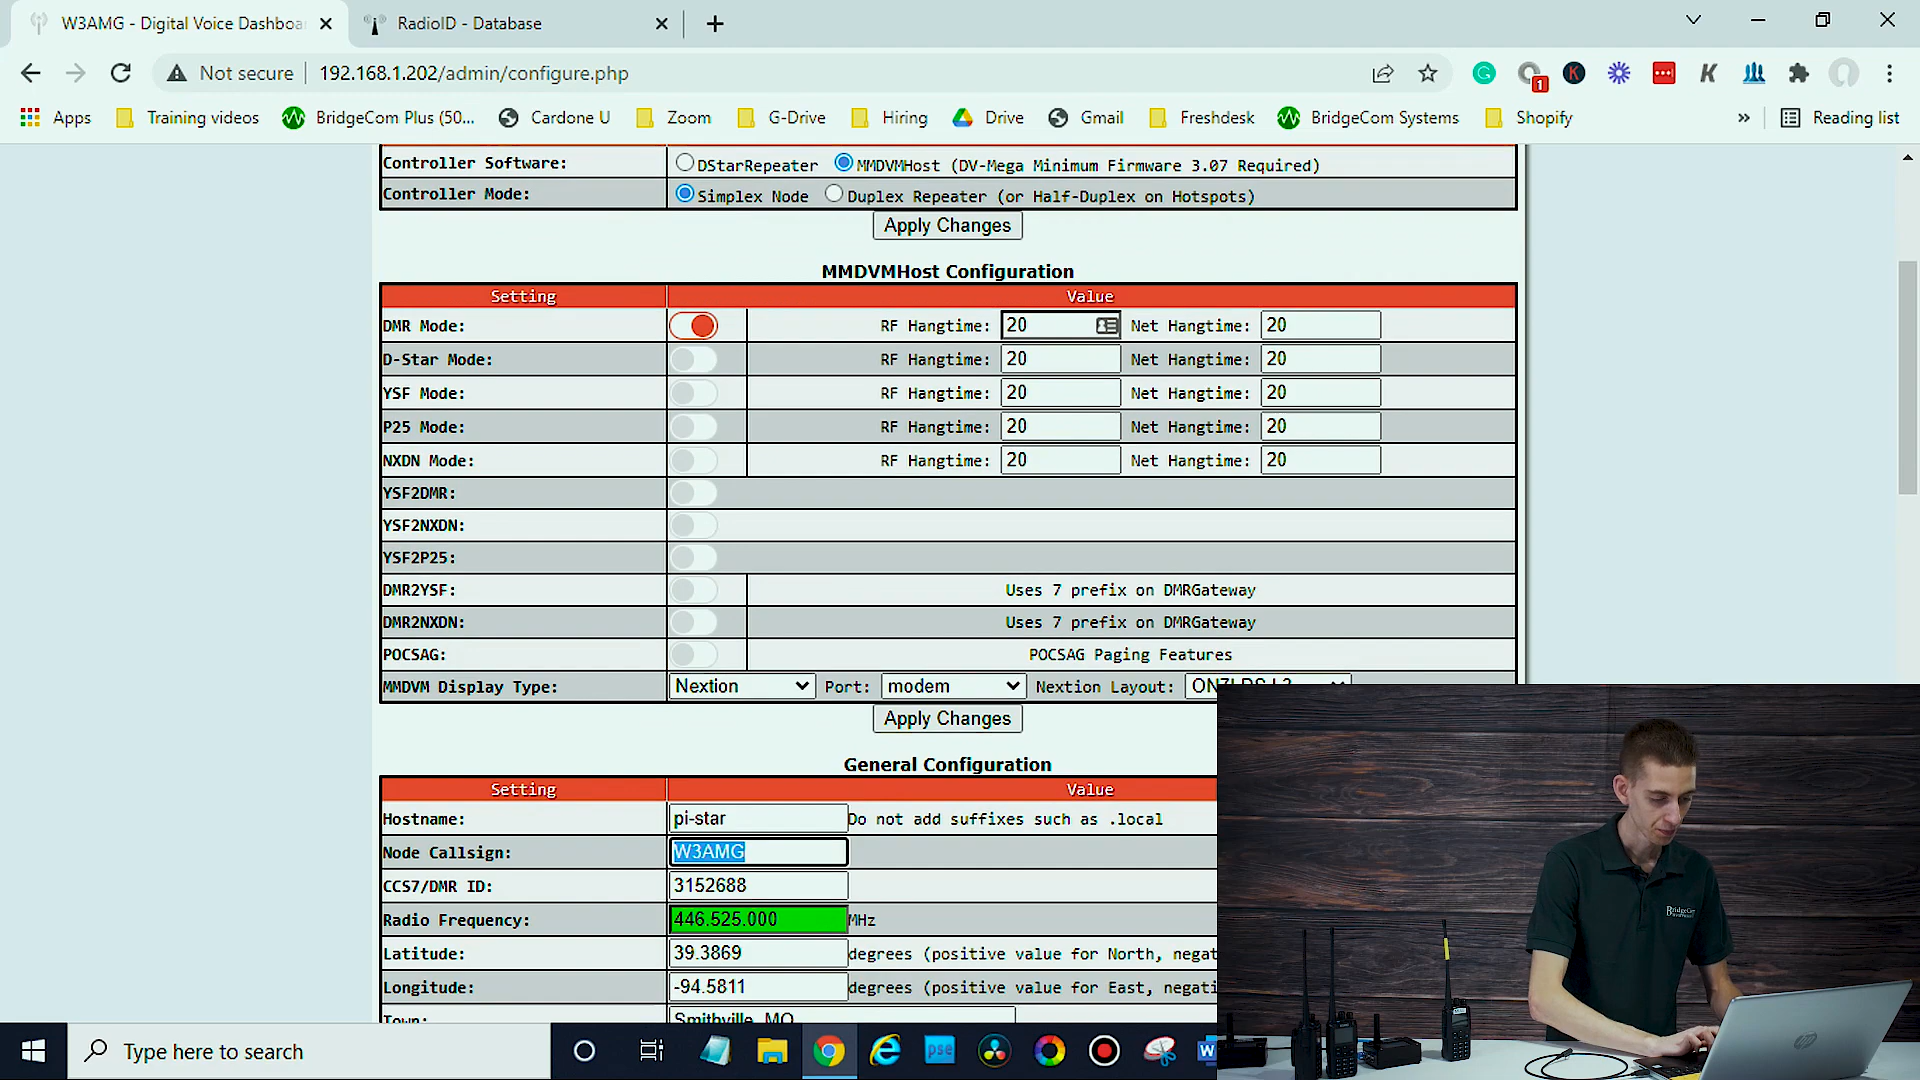 W3AMG - Digital Voice Dashboa
RadioID - Database
Not secure
192.168.1.202/admin/configure.php
1
Apps
Training videos
BridgeCom Plus (50...
Cardone U
Zoom
G-Drive
Hiring
Drive
Gmail
Freshdesk
BridgeCom Systems
Shopify
»
Reading list
Controller Software: DStarRepeater MMDVMHost (DV-Mega Minimum Firmware 3.07 Required)
Controller Mode: Simplex Node Duplex Repeater (or Half-Duplex on Hotspots)
Apply Changes
MMDVMHost Configuration
Setting Value
DMR Mode: RF Hangtime: 20 Net Hangtime: 20
D-Star Mode: RF Hangtime: 20 Net Hangtime: 20
YSF Mode: RF Hangtime: 20 Net Hangtime: 20
P25 Mode: RF Hangtime: 20 Net Hangtime: 20
NXDN Mode: RF Hangtime: 20 Net Hangtime: 20
YSF2DMR:
YSF2NXDN:
YSF2P25:
DMR2YSF: Uses 7 prefix on DMRGateway
DMR2NXDN: Uses 7 prefix on DMRGateway
POCSAG: POCSAG Paging Features
MMDVM Display Type: Nextion Port: modem Nextion Layout:
Apply Changes
General Configuration
Setting Value
Hostname: pi-star Do not add suffixes such as .local
Node Callsign: W3AMG
CCS7/DMR ID: 3152688
Radio Frequency: 446.525.000 MHz
Latitude: 39.3869 degrees (positive value for North, negat
Longitude: -94.5811 degrees (positive value for East, negati
Town: Smithville, MO
Type here to search
pse
W
hp